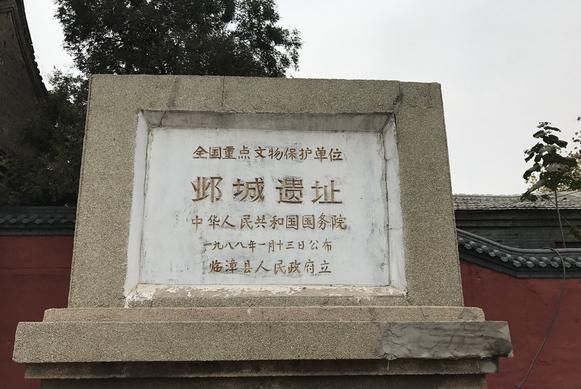 全国重点文物保护单位
邺城遗址
中华人民共和国国务院
一九八八年一月十三日公布
临漳县人民政府立